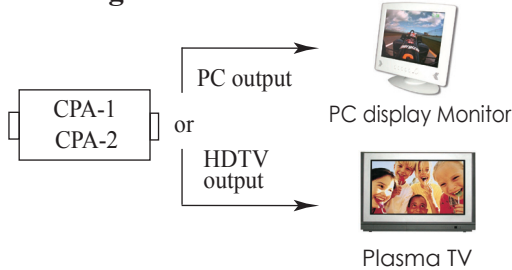 g
CPA-1
CPA-2
or
PC output
PC display Monitor
HDTV
output
Plasma TV